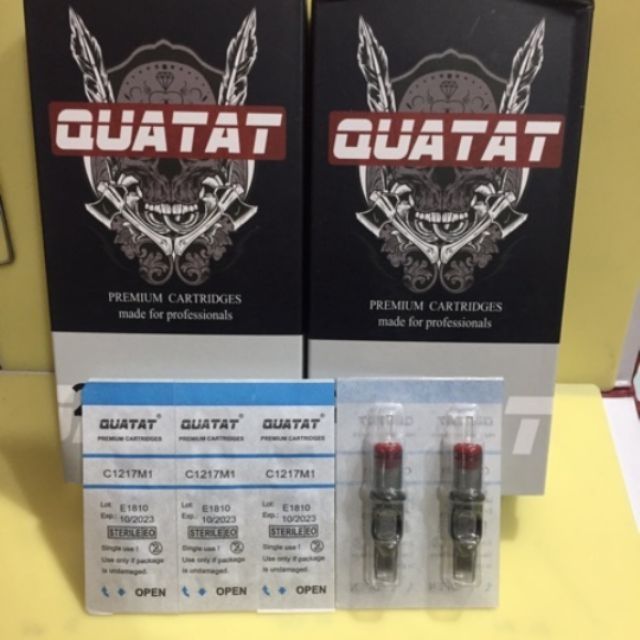 QUATAT
PREMIUM CARTRIDGES
made for professionals
QUATAT
PREMIUM CARTRIDGES
made for professionals
QUATAT®
PREMIUM CARTRIDGES
C1217M1
Lot: E1810
Exp.: 10/2023
STERILE EO
Single use !
Use only if package
is undamaged.
OPEN
QUATAT®
PREMIUM CARTRIDGES
C1217M1
Lot: E1810
Exp.: 10/2023
STERILE EO
Single use !
Use only if package
is undamaged.
OPEN
QUATAT®
PREMIUM CARTRIDGES
C1217M1
Lot: E1810
Exp.: 10/2023
STERILE EO
Single use !
Use only if package
is undamaged.
OPEN